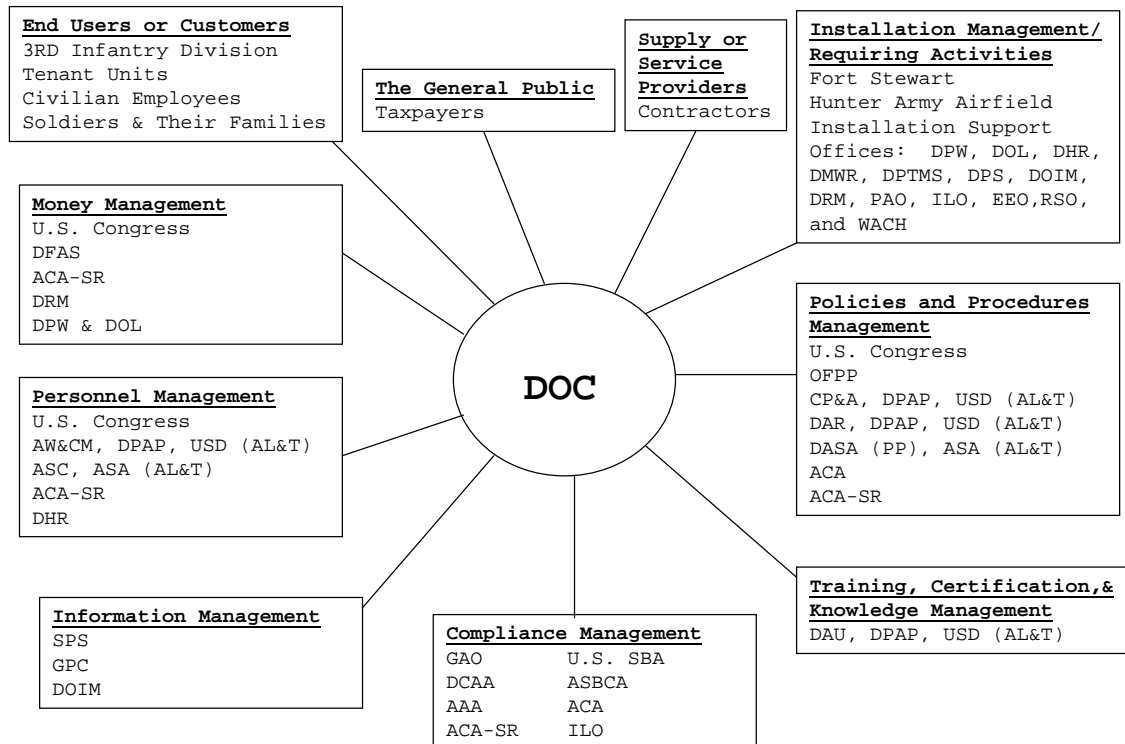 End Users or Customers
3RD Infantry Division
Tenant Units
Civilian Employees
Soldiers & Their Families
The General Public
Taxpayers
Supply or
Service
Providers
Contractors
Installation Management/
Requiring Activities
Fort Stewart
Hunter Army Airfield
Installation Support
Offices: DPW, DOL, DHR,
DMWR, DPTMS, DPS, DOIM,
DRM, PAO, ILO, EEO,RSO,
and WACH
Money Management
U.S. Congress
DFAS
ACA-SR
DRM
DPW & DOL
DOC
Policies and Procedures
Management
U.S. Congress
OFPP
CP&A, DPAP, USD (AL&T)
DAR, DPAP, USD (AL&T)
DASA (PP), ASA (AL&T)
ACA
ACA-SR
Personnel Management
U.S. Congress
AW&CM, DPAP, USD (AL&T)
ASC, ASA (AL&T)
ACA-SR
DHR
Training, Certification,&
Knowledge Management
DAU, DPAP, USD (AL&T)
Information Management
SPS
GPC
DOIM
Compliance Management
GAO U.S. SBA
DCAA ASBCA
AAA ACA
ACA-SR ILO